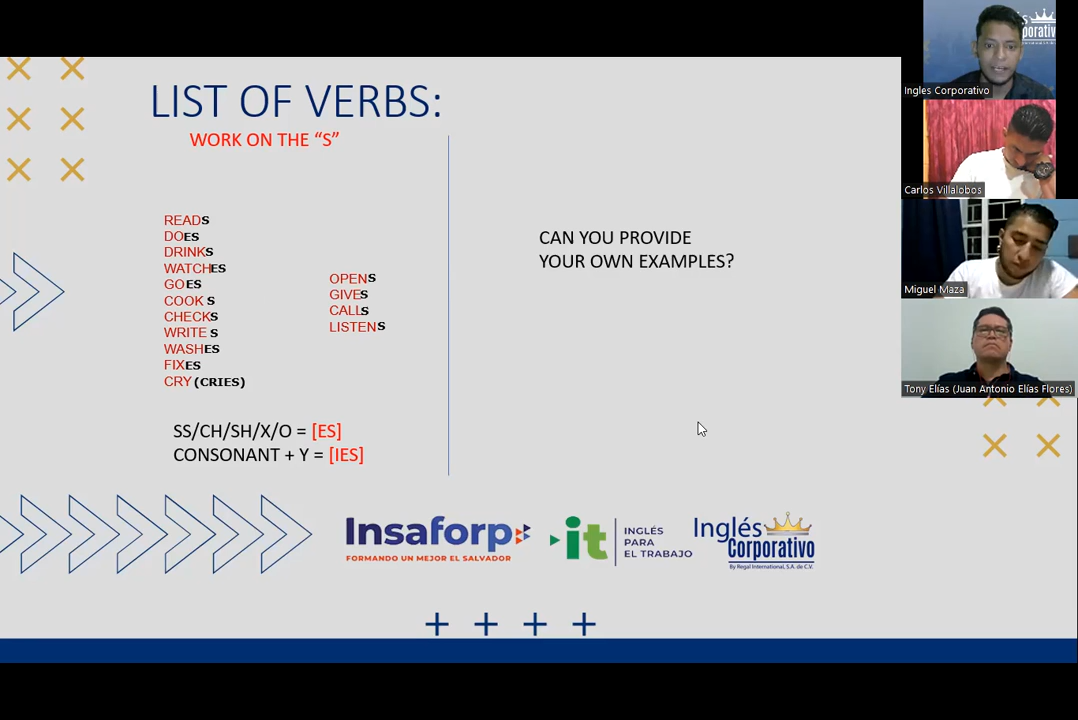 LIST OF VERBS:
WORK ON THE “S”
READS
DOES
DRINKS
WATCHES
GOES
COOK S
CHECKS
WRITE S
WASHES
FIXES
CRY (CRIES)
OPENS
GIVES
CALLS
LISTENS
SS/CH/SH/X/O = [ES]
CONSONANT + Y = [IES]
CAN YOU PROVIDE
YOUR OWN EXAMPLES?
Insaforp
FORMANDO UN MEJOR EL SALVADOR
it
INGLÉS
PARA
EL TRABAJO
Inglés
Corporativo
By Regal International, S.A. de C.V.
Ingles Corporativo
Carlos Villalobos
Miguel Maza
Tony Elías (Juan Antonio Elías Flores)